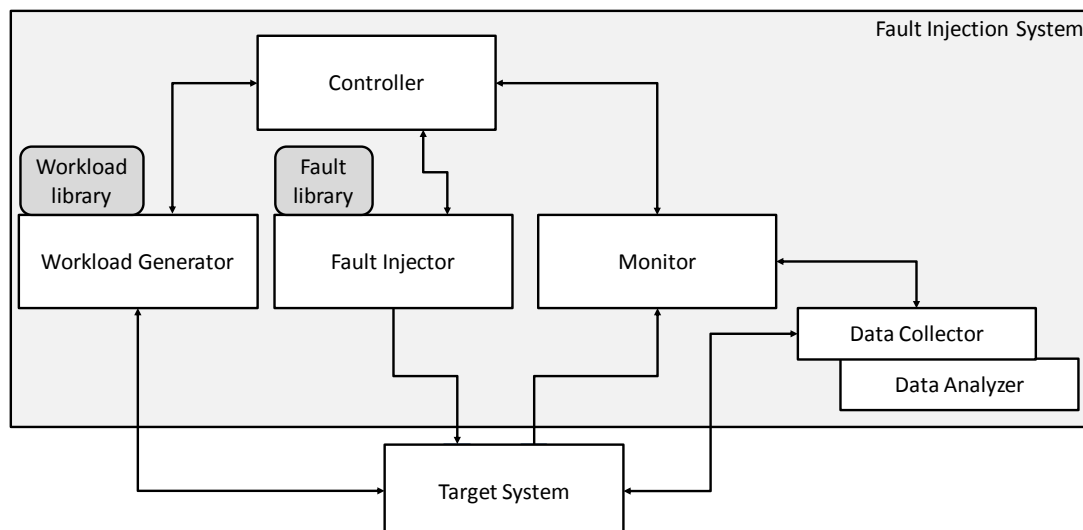 Fault Injection System
Controller
Workload
library
Fault
library
Workload Generator
Fault Injector
Monitor
Data Collector
Data Analyzer
Target System